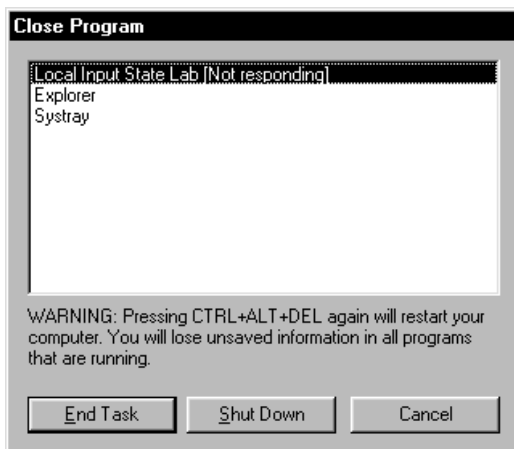 Close Program
Local Input State Lab [Not responding]
Explorer
Systray
WARNING: Pressing CTRL+ALT+DEL again will restart your
computer. You will lose unsaved information in all programs
that are running.
End Task Shut Down Cancel